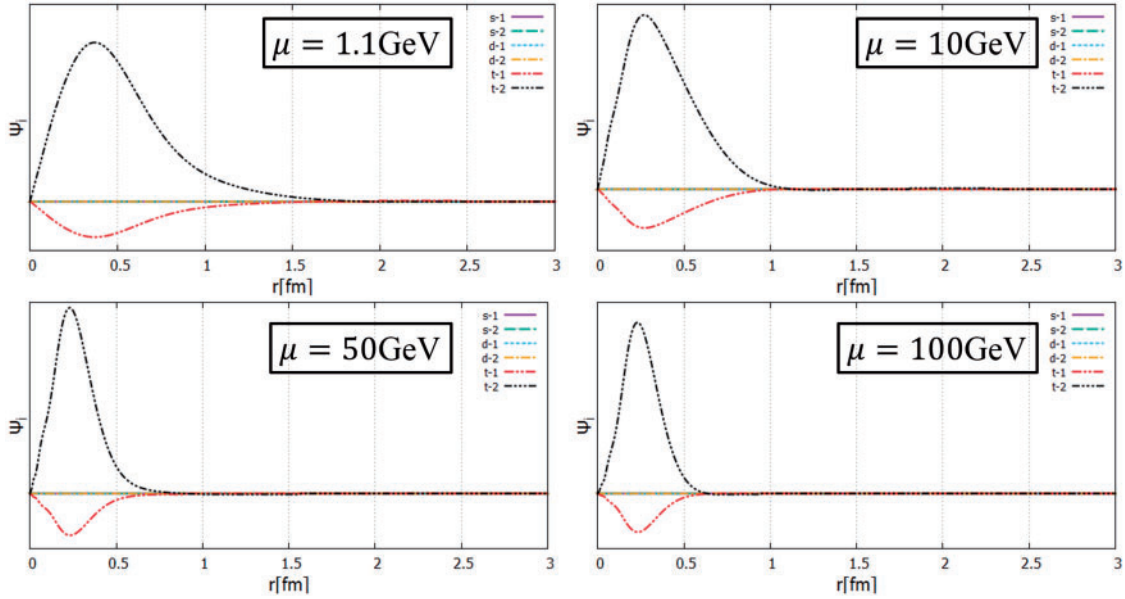 μ = 1.1GeV
s-1
s-2
d-1
d-2
t-1
t-2
Ψi
0 0.5 1 1.5 2 2.5 3
r[fm]
μ = 10GeV
s-1
s-2
d-1
d-2
t-1
t-2
Ψi
0 0.5 1 1.5 2 2.5 3
r[fm]
μ = 50GeV
s-1
s-2
d-1
d-2
t-1
t-2
Ψi
0 0.5 1 1.5 2 2.5 3
r[fm]
μ = 100GeV
s-1
s-2
d-1
d-2
t-1
t-2
Ψi
0 0.5 1 1.5 2 2.5 3
r[fm]